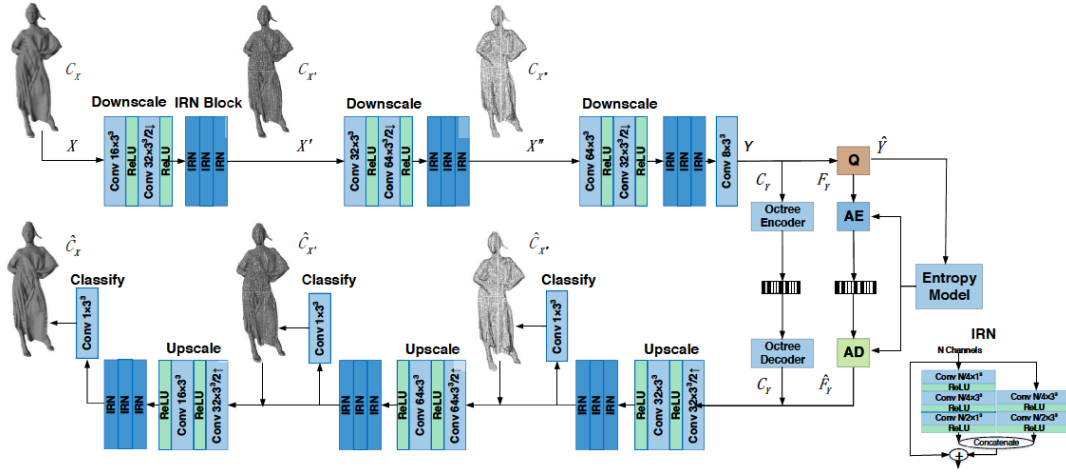 C_X
C_X'
C_X"
Downscale
IRN Block
Downscale
Downscale
X
Conv 16×3³
ReLU
Conv 32×3³/2↓
ReLU
IRN
IRN
IRN
X'
Conv 32×3³
ReLU
Conv 64×3³/2↓
ReLU
IRN
IRN
IRN
X"
Conv 64×3³
ReLU
Conv 32×3³/2↓
ReLU
IRN
IRN
IRN
Conv 8×3³
Y
Q
Ŷ
C_Y
F_Y
Octree
Encoder
AE
Entropy
Model
Octree
Decoder
AD
C_Y
F̂_Y
Ĉ_X
Ĉ_X'
Ĉ_X"
Classify
Classify
Classify
Conv 1×3³
Conv 1×3³
Conv 1×3³
Upscale
Upscale
Upscale
IRN
IRN
IRN
ReLU
Conv 16×3³
ReLU
Conv 32×3³/2↑
IRN
IRN
IRN
ReLU
Conv 64×3³
ReLU
Conv 64×3³/2↑
IRN
IRN
IRN
ReLU
Conv 32×3³
ReLU
Conv 32×3³/2↑
IRN
N Channels
Conv N/4×1³
ReLU
Conv N/4×3³
ReLU
Conv N/2×1³
ReLU
Conv N/4×3³
ReLU
Conv N/2×3³
ReLU
Concatenate
+